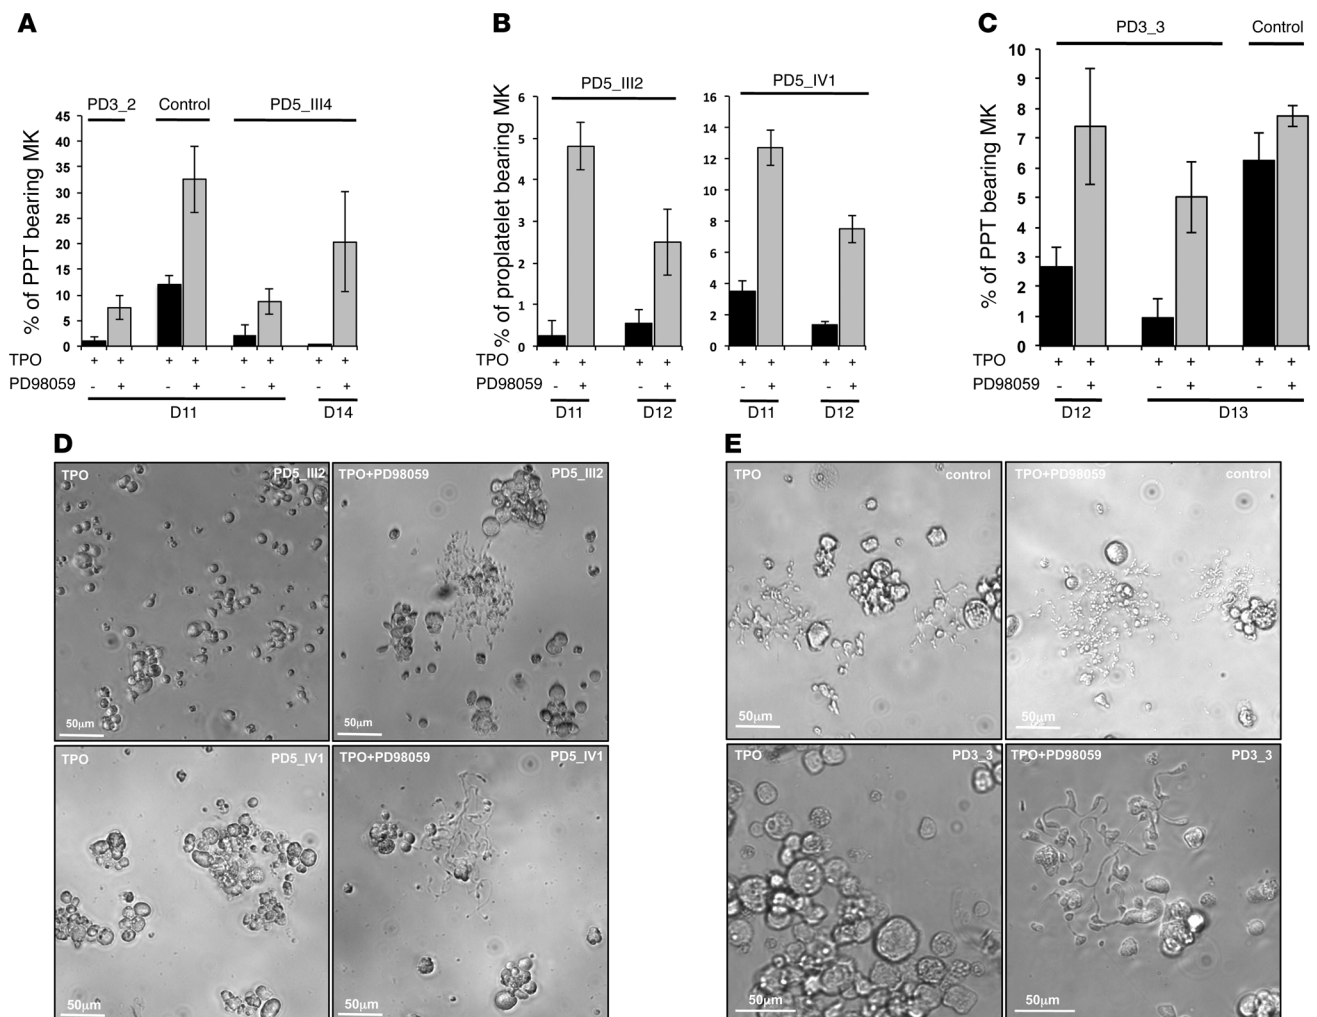 A
PD3_2 Control PD5_III4
% of PPT bearing MK
45
40
35
30
25
20
15
10
5
0
TPO + + + + + + + +
PD98059 - + - + - + - +
D11 D14
B
PD5_III2
% of proplatelet bearing MK
6
5
4
3
2
1
0
PD5_IV1
16
14
12
10
8
6
4
2
0
TPO + + + + + + + +
PD98059 - + - + - + - +
D11 D12 D11 D12
C
PD3_3 Control
% of PPT bearing MK
10
9
8
7
6
5
4
3
2
1
0
TPO + + + + + +
PD98059 - + - + - +
D12 D13
D
TPO PD5_III2
50µm
TPO+PD98059 PD5_III2
50µm
TPO PD5_IV1
50µm
TPO+PD98059 PD5_IV1
50µm
E
TPO control
50µm
TPO+PD98059 control
50µm
TPO PD3_3
50µm
TPO+PD98059 PD3_3
50µm